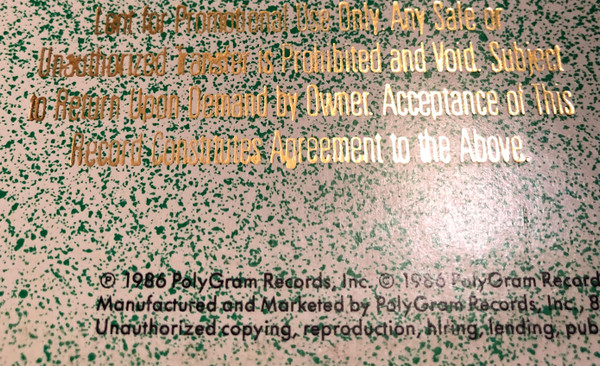 Lent for Promotional Use Only. Any Sale or
Unauthorized Transfer is Prohibited and Void. Subject
to Return Upon Demand by Owner. Acceptance of This
Record Constitutes Agreement to the Above.
℗ 1986 PolyGram Records, Inc. © 1986 PolyGram Record
Manufactured and Marketed by PolyGram Records, Inc., 8
Unauthorized copying, reproduction, hiring, lending, pub